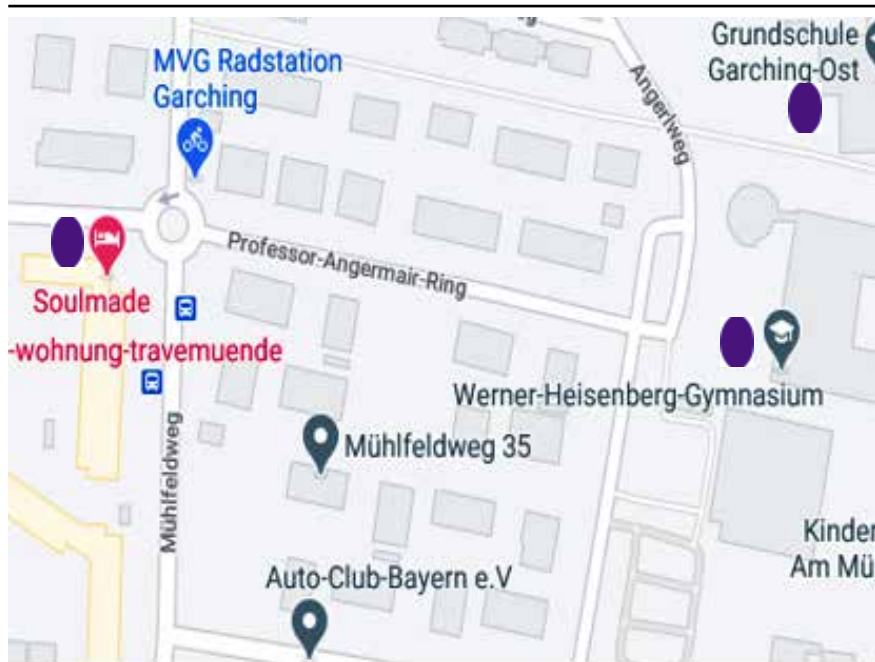 Grundschule
Garching-Ost
MVG Radstation
Garching
Angerlweg
Professor-Angermair-Ring
Soulmade
-wohnung-travemuende
Werner-Heisenberg-Gymnasium
Mühlfeldweg 35
Mühlfeldweg
Kinder
Am Mü
Auto-Club-Bayern e.V